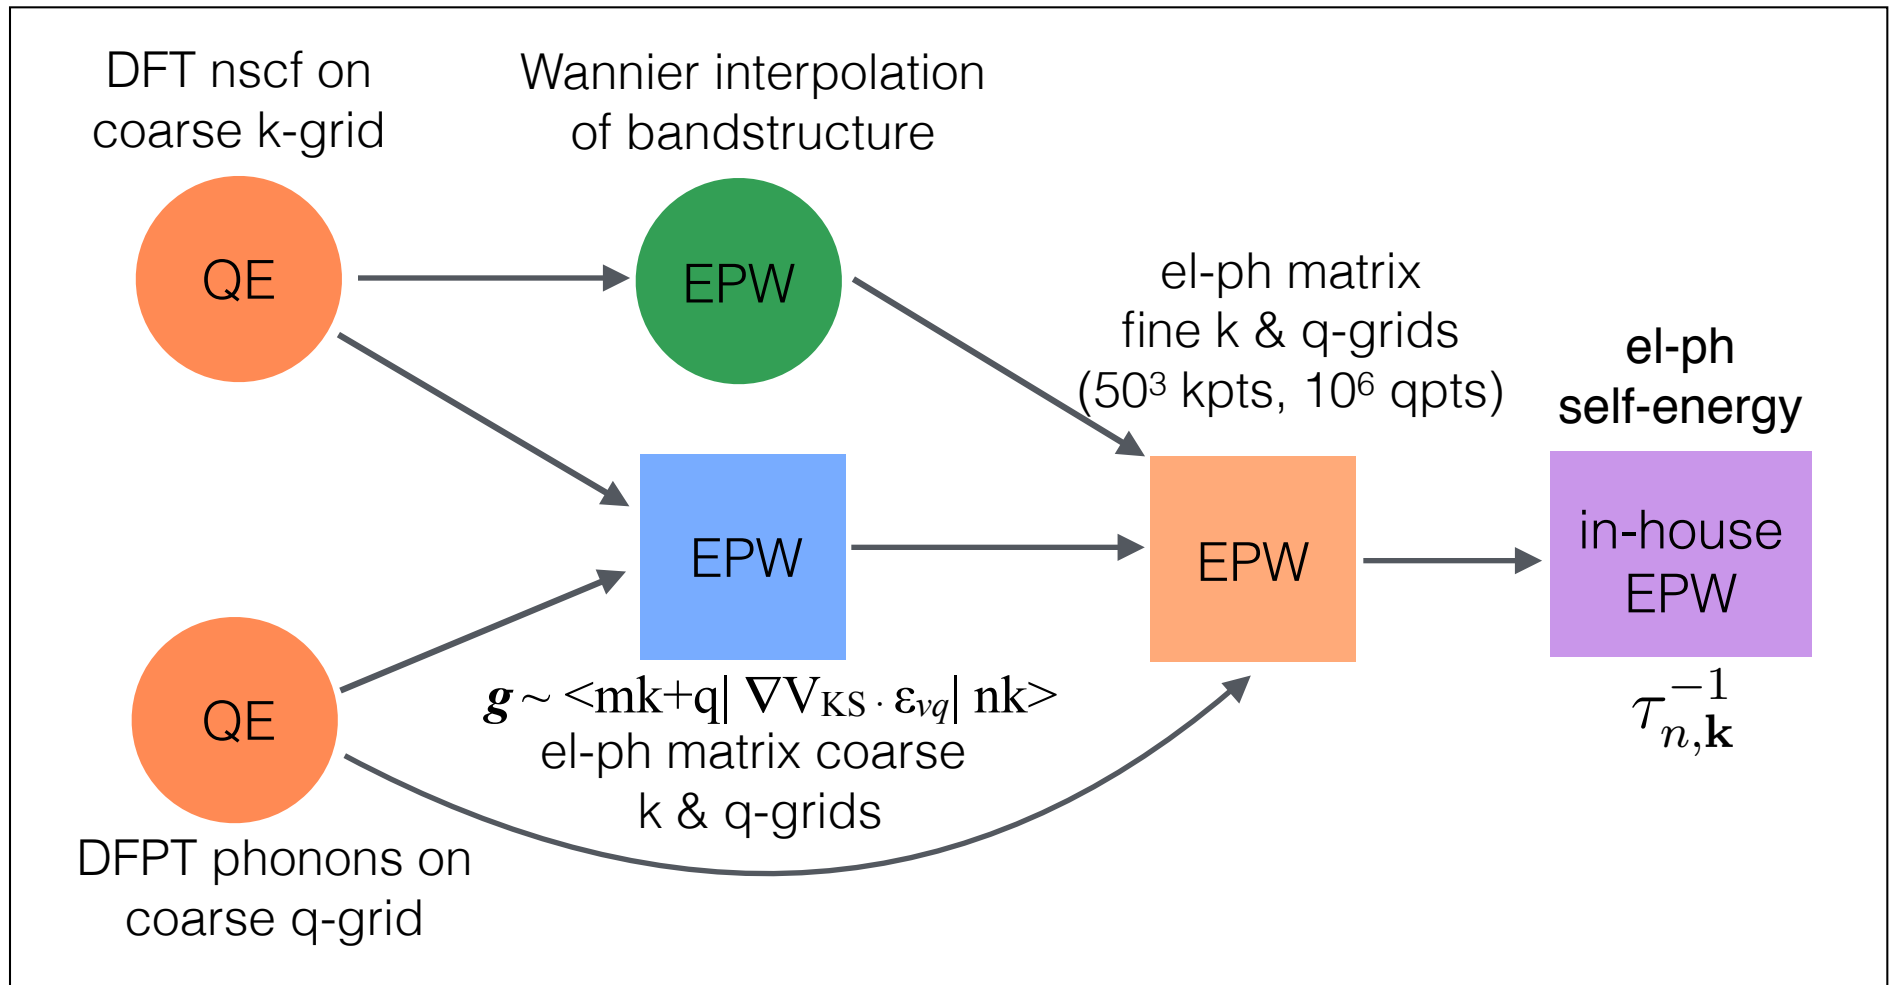 DFT nscf on
coarse k-grid
QE
Wannier interpolation
of bandstructure
EPW
el-ph matrix
fine k & q-grids
(50³ kpts, 10⁶ qpts)
EPW
el-ph
self-energy
in-house
EPW
τ⁻¹ₙ,𝐤
EPW
g ~ <mk+q| ∇V_KS · ε_νq| nk>
el-ph matrix coarse
k & q-grids
QE
DFPT phonons on
coarse q-grid